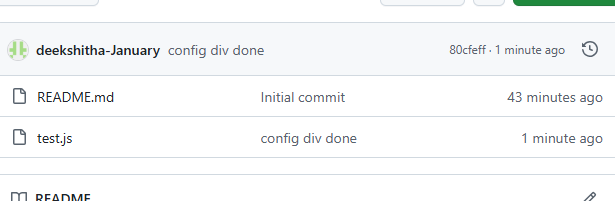 deekshitha-January config div done 80cfeff · 1 minute ago
README.md Initial commit 43 minutes ago
test.js config div done 1 minute ago
README